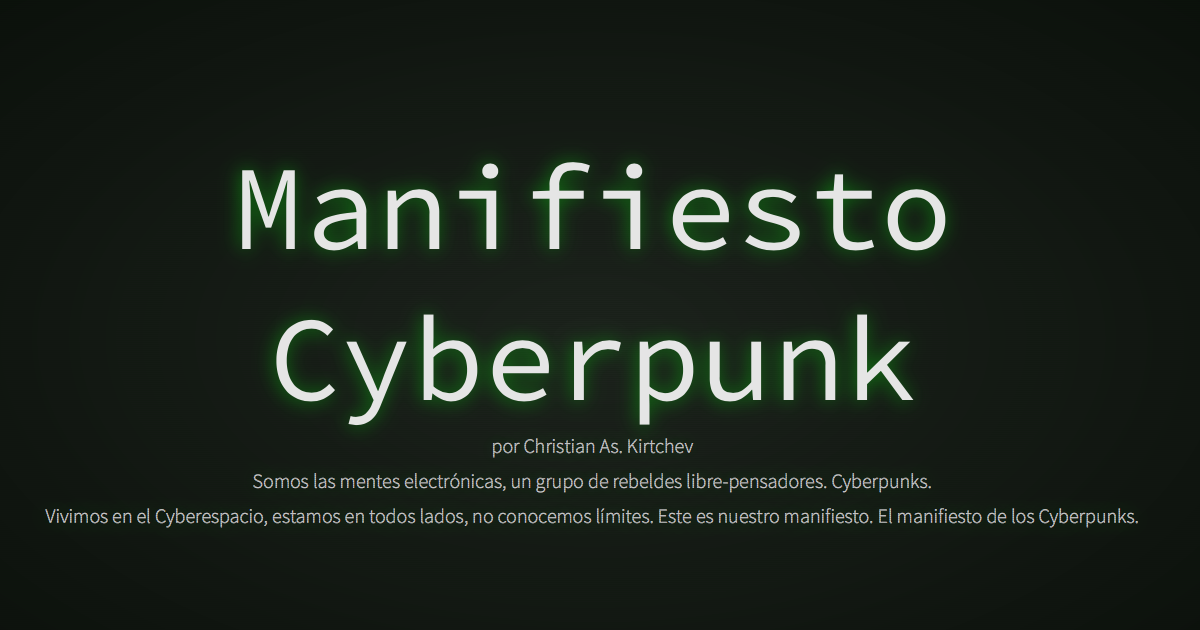 Manifiesto
Cyberpunk
por Christian As. Kirtchev
Somos las mentes electrónicas, un grupo de rebeldes libre-pensadores. Cyberpunks.
Vivimos en el Cyberespacio, estamos en todos lados, no conocemos límites. Este es nuestro manifiesto. El manifiesto de los Cyberpunks.